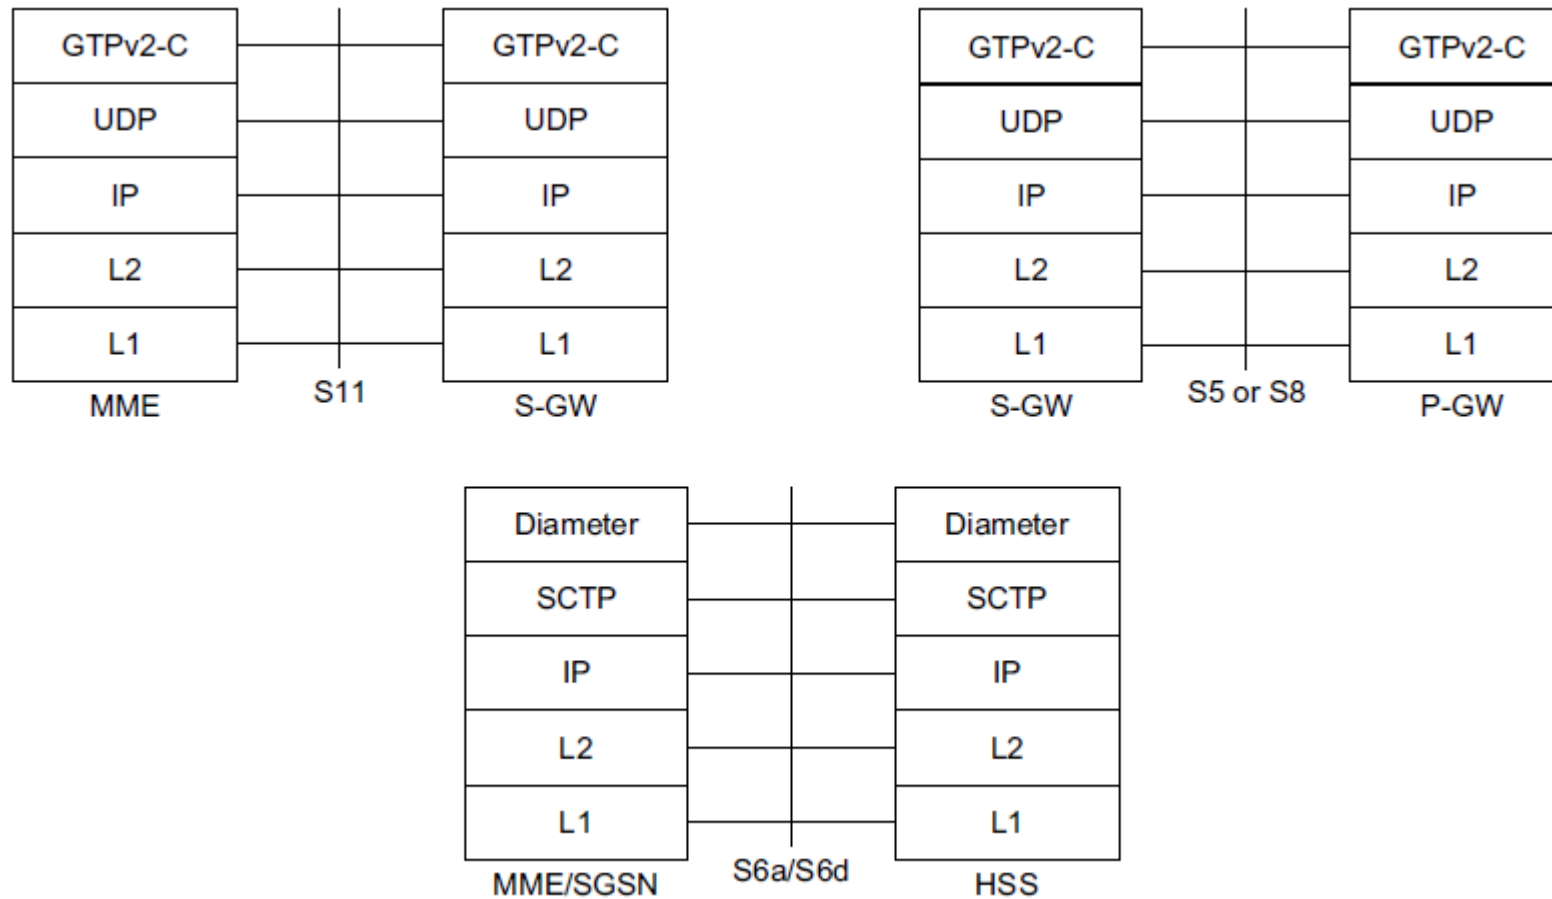 GTPv2-C GTPv2-C GTPv2-C GTPv2-C
UDP UDP UDP UDP
IP IP IP IP
L2 L2 L2 L2
L1 L1 L1 L1
MME S11 S-GW S-GW S5 or S8 P-GW
Diameter Diameter
SCTP SCTP
IP IP
L2 L2
L1 L1
MME/SGSN S6a/S6d HSS